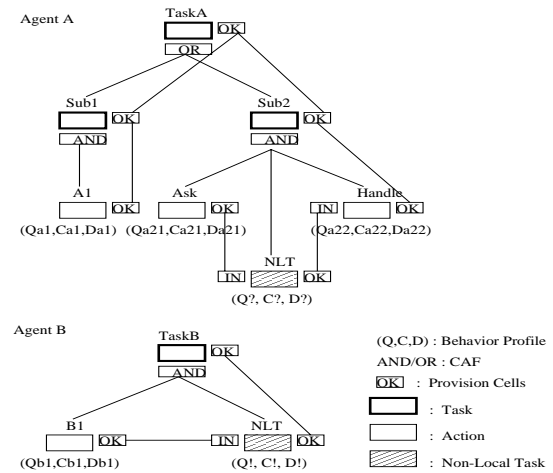 Agent A
TaskA
OK
OR
Sub1
Sub2
OK
OK
AND
AND
A1
Ask
Handle
OK
OK
IN
OK
(Qa1,Ca1,Da1)
(Qa21,Ca21,Da21)
(Qa22,Ca22,Da22)
NLT
IN
OK
(Q?, C?, D?)
Agent B
TaskB
OK
AND
B1
NLT
OK
IN
OK
(Qb1,Cb1,Db1)
(Q!, C!, D!)
(Q,C,D) : Behavior Profile
AND/OR : CAF
OK : Provision Cells
: Task
: Action
: Non-Local Task